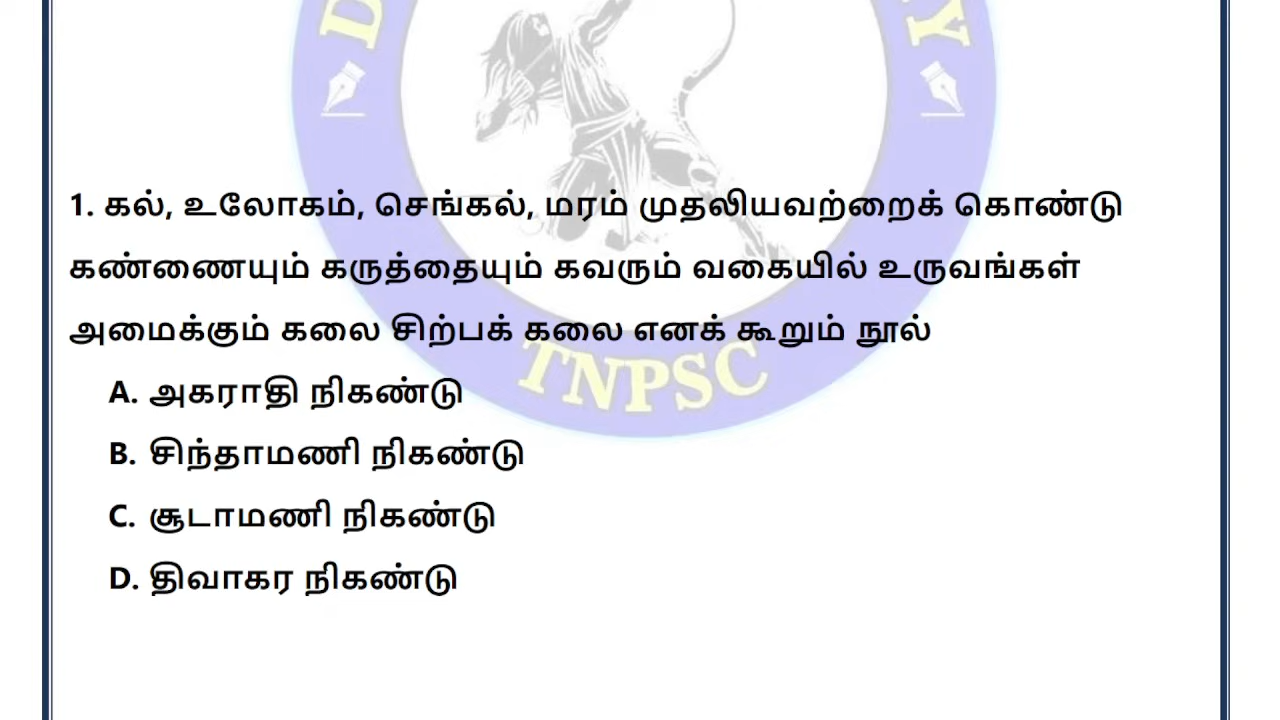 1. கல், உலோகம், செங்கல், மரம் முதலியவற்றைக் கொண்டு
கண்ணையும் கருத்தையும் கவரும் வகையில் உருவங்கள்
அமைக்கும் கலை சிற்பக் கலை எனக் கூறும் நூல்
A. அகராதி நிகண்டு
B. சிந்தாமணி நிகண்டு
C. சூடாமணி நிகண்டு
D. திவாகர நிகண்டு
TNPSC